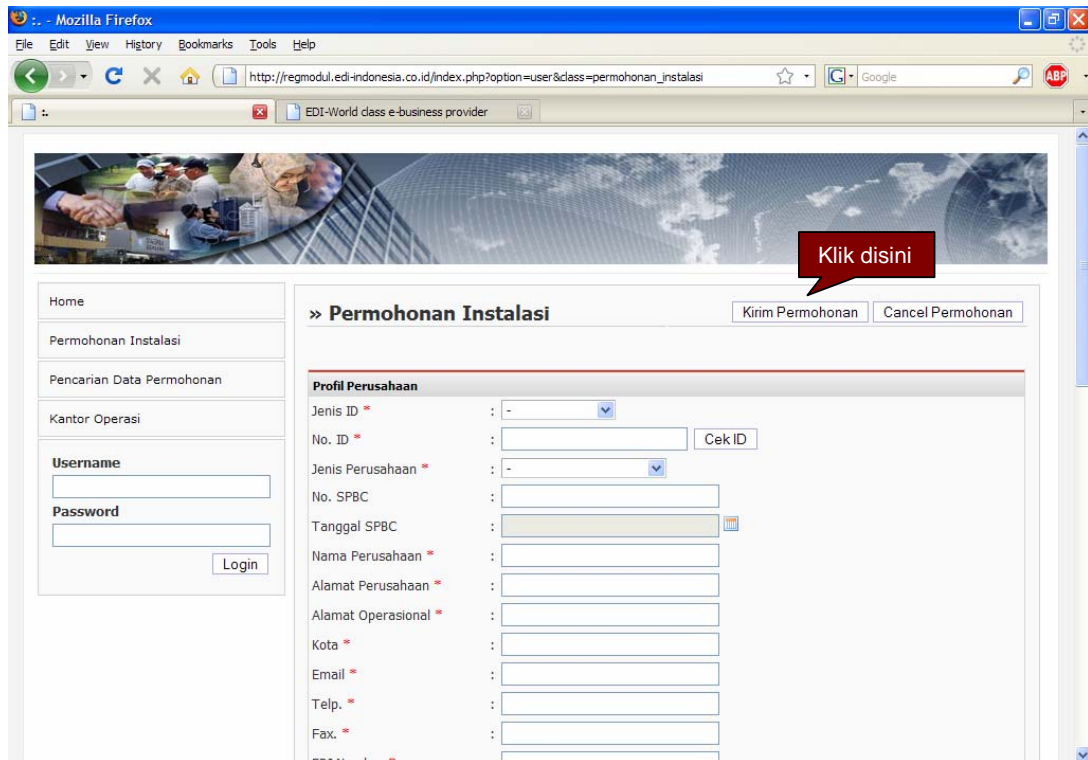 :. - Mozilla Firefox
File Edit View History Bookmarks Tools Help
http://regmodul.edi-indonesia.co.id/index.php?option=user&class=permohonan_instalasi
G Google
ABP
:.
EDI-World class e-business provider
Klik disini
Home
Permohonan Instalasi
Pencarian Data Permohonan
Kantor Operasi
Username
Password
Login
» Permohonan Instalasi
Kirim Permohonan Cancel Permohonan
Profil Perusahaan
Jenis ID * : -
No. ID * : Cek ID
Jenis Perusahaan * : -
No. SPBC :
Tanggal SPBC :
Nama Perusahaan * :
Alamat Perusahaan * :
Alamat Operasional * :
Kota * :
Email * :
Telp. * :
Fax. * :